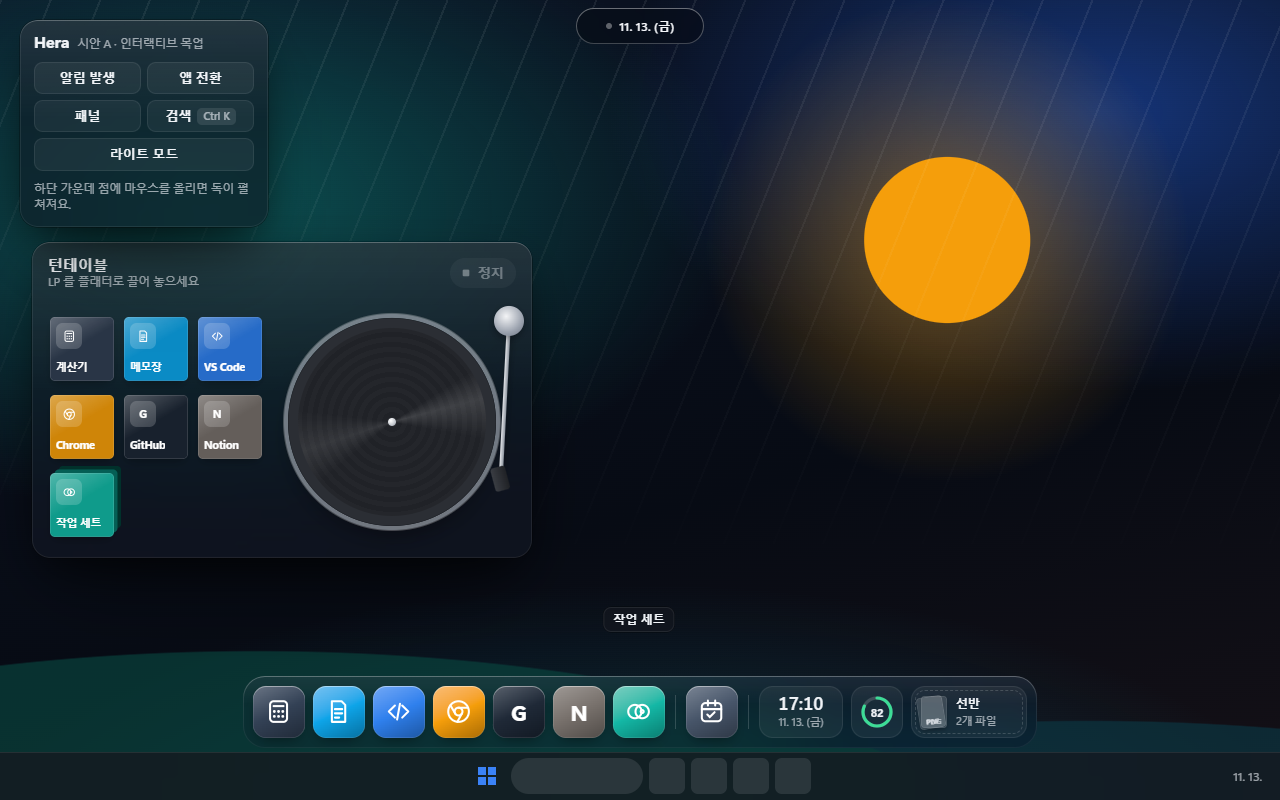 11. 13. (금)
Hera 시안 A · 인터랙티브 목업
알림 발생
앱 전환
패널
검색 Ctrl K
라이트 모드
하단 가운데 점에 마우스를 올리면 독이 펼
쳐져요.
턴테이블
LP 를 플래터로 끌어 놓으세요
정지
계산기
메모장
VS Code
Chrome
G
GitHub
N
Notion
작업 세트
작업 세트
G
N
17:10
11. 13. (금)
82
PNG
선반
2개 파일
11. 13.